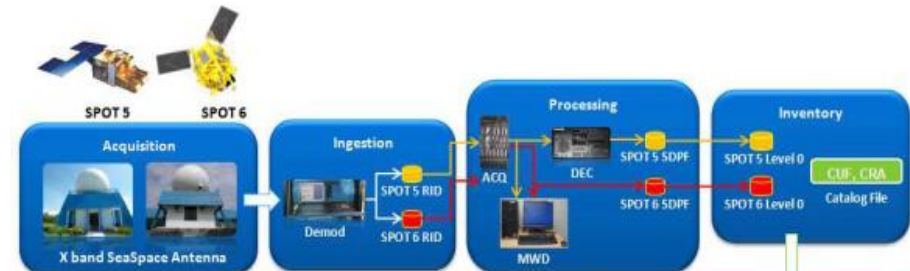 SPOT 5
SPOT 6
Acquisition
X band SeaSpace Antenna
Ingestion
Demod
SPOT 5 RID
SPOT 6 RID
Processing
ACQ
DEC
MWD
SPOT 5 SDPF
SPOT 6 SDPF
Inventory
SPOT 5 Level 0
CUF, CRA
Catalog File
SPOT 6 Level 0